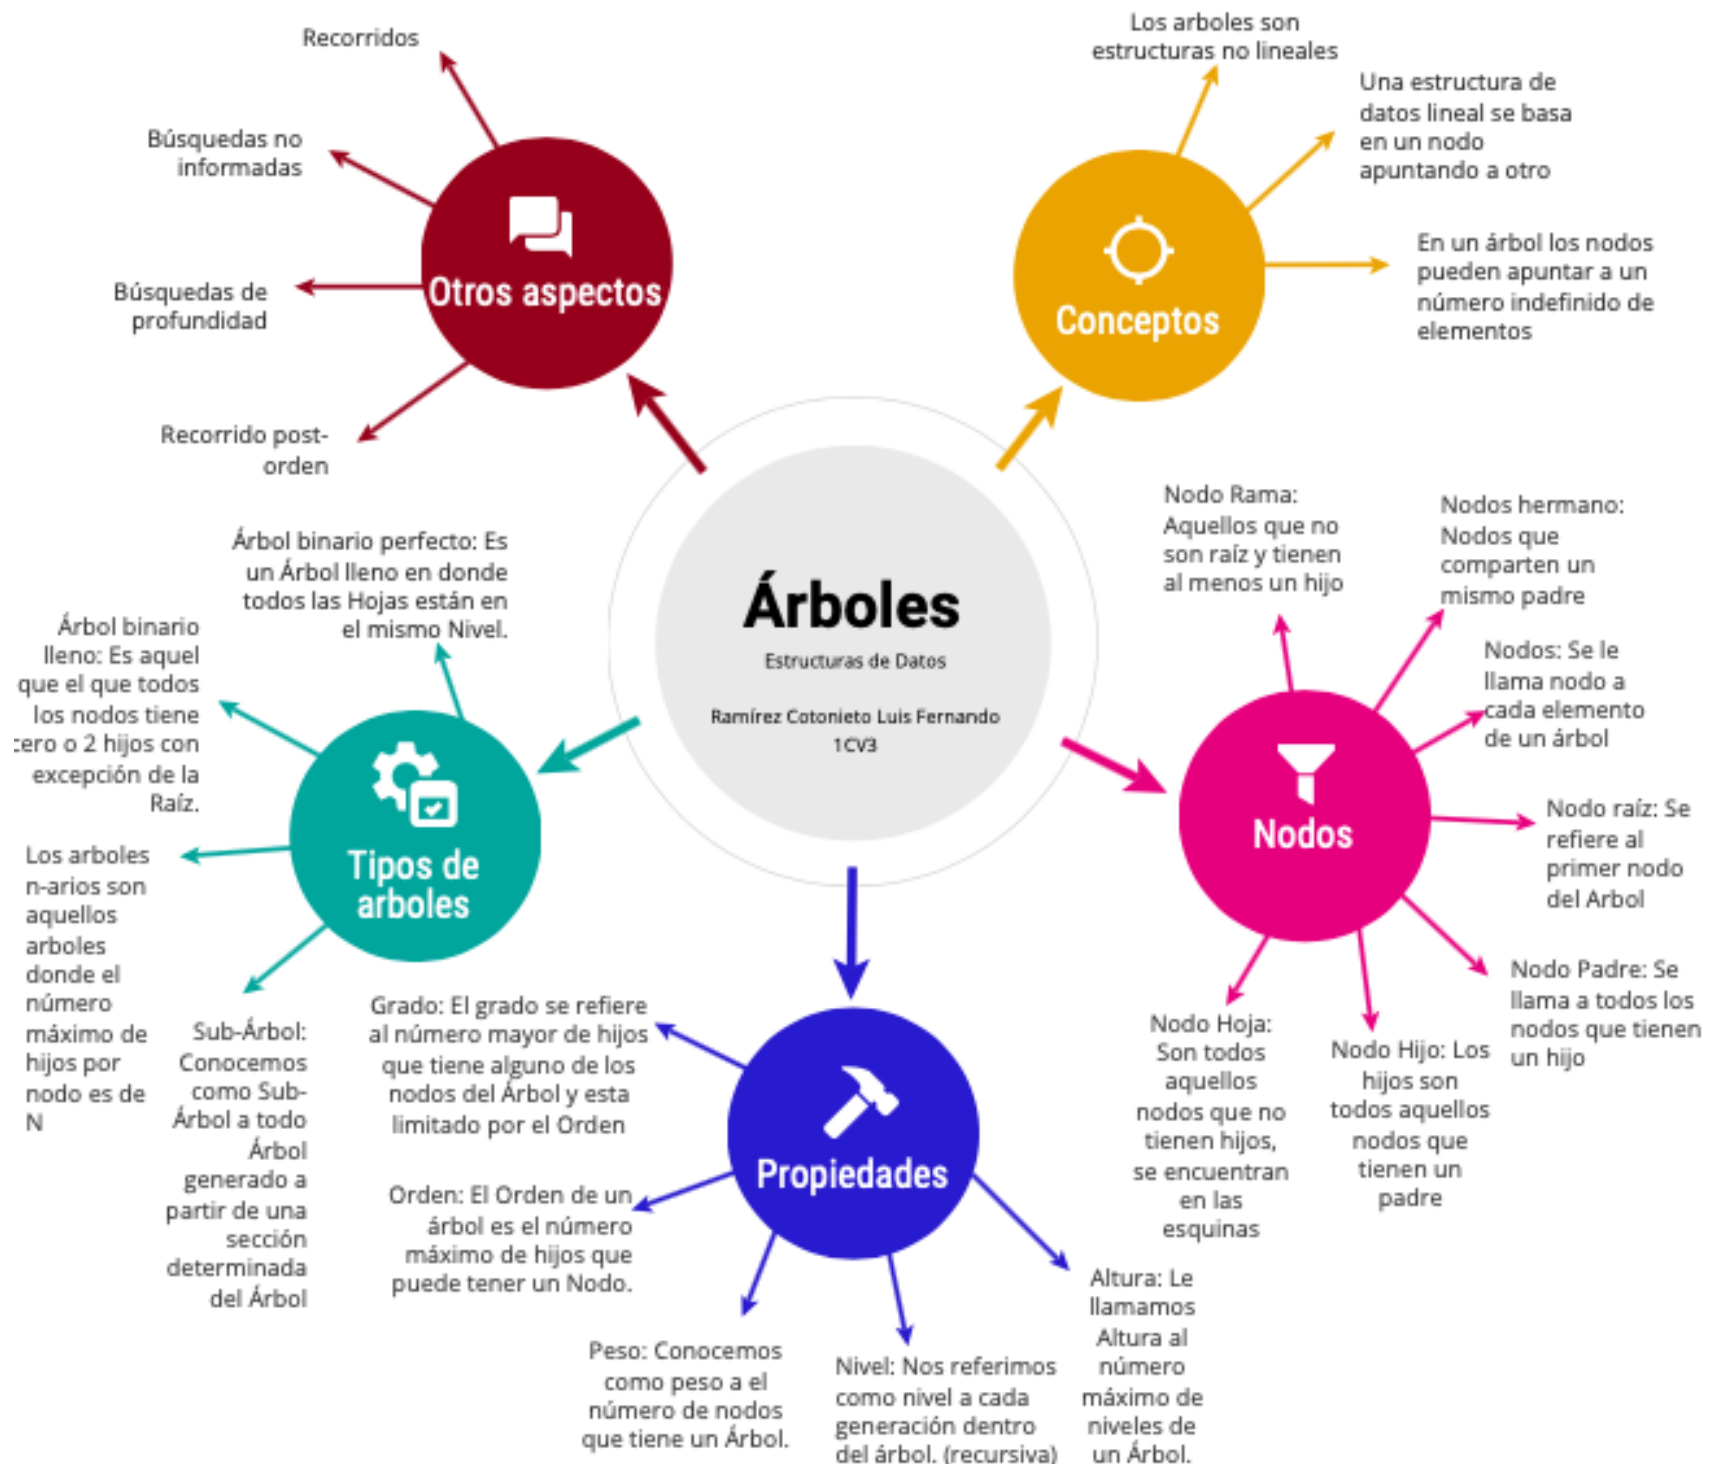 Árboles
Estructuras de Datos
Ramírez Cotonieto Luis Fernando
1CV3
Otros aspectos
Recorridos
Búsquedas no
informadas
Búsquedas de
profundidad
Recorrido post-
orden
Conceptos
Los arboles son
estructuras no lineales
Una estructura de
datos lineal se basa
en un nodo
apuntando a otro
En un árbol los nodos
pueden apuntar a un
número indefinido de
elementos
Nodos
Nodo Rama:
Aquellos que no
son raíz y tienen
al menos un hijo
Nodos hermano:
Nodos que
comparten un
mismo padre
Nodos: Se le
llama nodo a
cada elemento
de un árbol
Nodo raíz: Se
refiere al
primer nodo
del Arbol
Nodo Padre: Se
llama a todos los
nodos que tienen
un hijo
Nodo Hijo: Los
hijos son
todos aquellos
nodos que
tienen un
padre
Nodo Hoja:
Son todos
aquellos
nodos que no
tienen hijos,
se encuentran
en las
esquinas
Propiedades
Grado: El grado se refiere
al número mayor de hijos
que tiene alguno de los
nodos del Árbol y esta
limitado por el Orden
Orden: El Orden de un
árbol es el número
máximo de hijos que
puede tener un Nodo.
Peso: Conocemos
como peso a el
número de nodos
que tiene un Árbol.
Nivel: Nos referimos
como nivel a cada
generación dentro
del árbol. (recursiva)
Altura: Le
llamamos
Altura al
número
máximo de
niveles de
un Árbol.
Tipos de
arboles
Árbol binario perfecto: Es
un Árbol lleno en donde
todos las Hojas están en
el mismo Nivel.
Árbol binario
lleno: Es aquel
que el que todos
los nodos tiene
cero o 2 hijos con
excepción de la
Raíz.
Los arboles
n-arios son
aquellos
arboles
donde el
número
máximo de
hijos por
nodo es de
N
Sub-Árbol:
Conocemos
como Sub-
Árbol a todo
Árbol
generado a
partir de una
sección
determinada
del Árbol